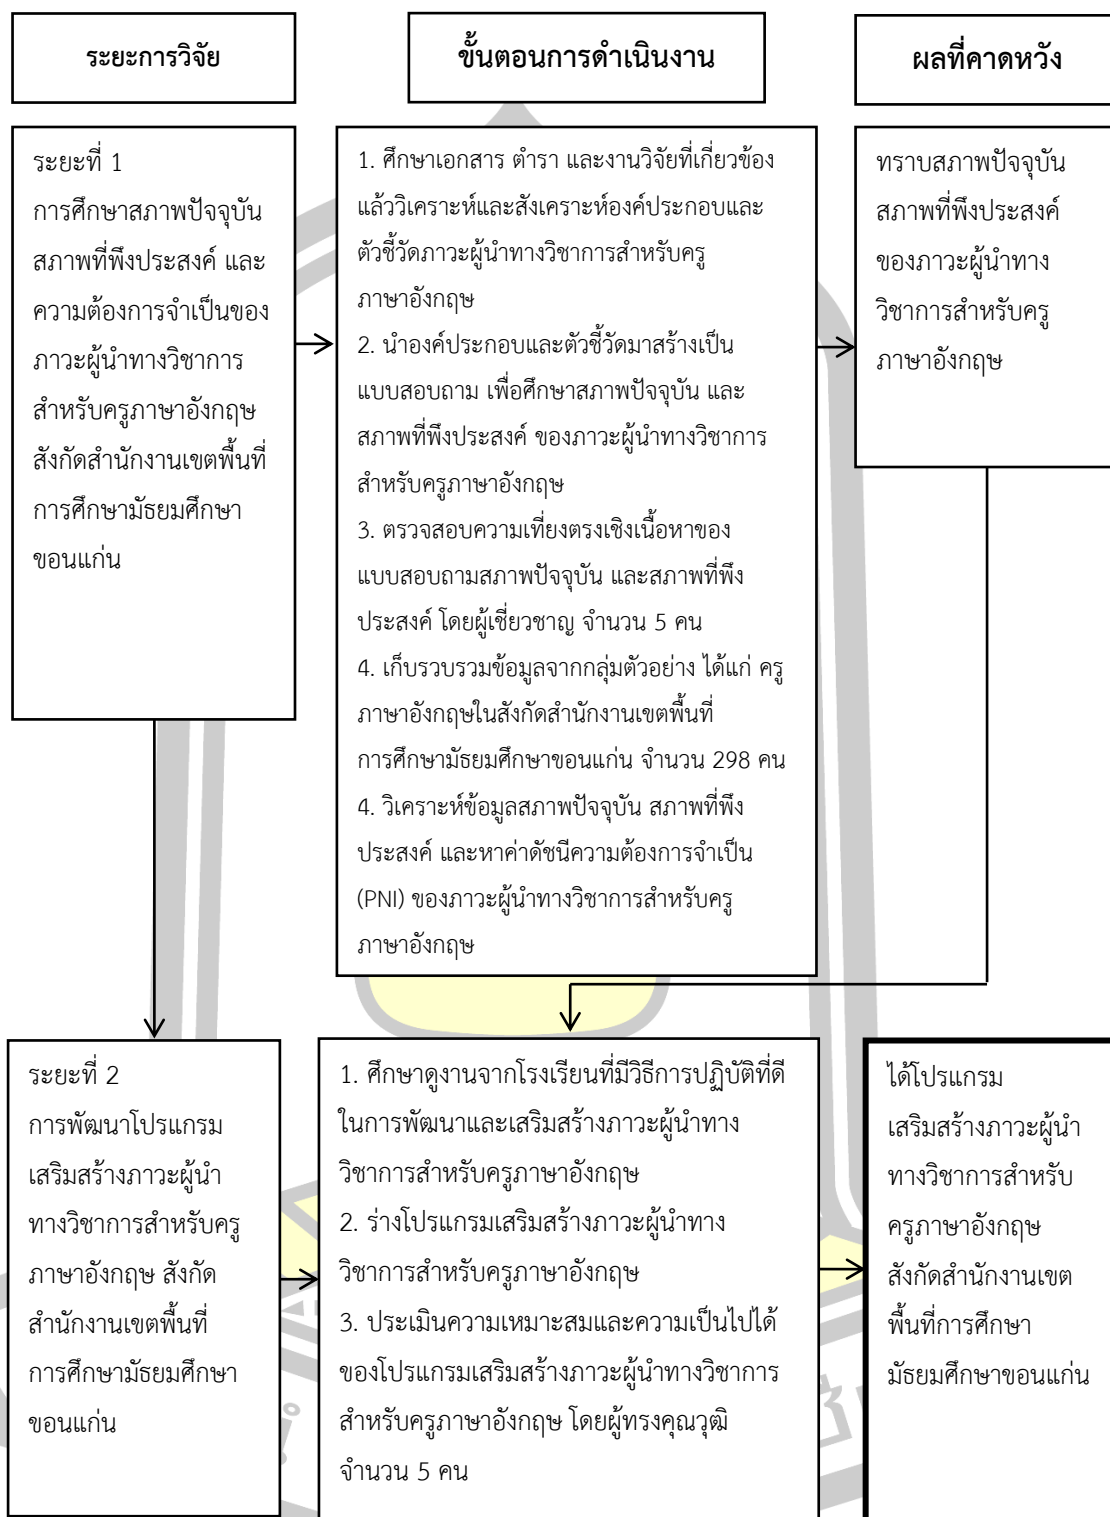 ระยะการวิจัย
ขั้นตอนการดำเนินงาน
ผลที่คาดหวัง
ระยะที่ 1
การศึกษาสภาพปัจจุบัน
สภาพที่พึงประสงค์ และ
ความต้องการจำเป็นของ
ภาวะผู้นำทางวิชาการ
สำหรับครูภาษาอังกฤษ
สังกัดสำนักงานเขตพื้นที่
การศึกษามัธยมศึกษา
ขอนแก่น
1. ศึกษาเอกสาร ตำรา และงานวิจัยที่เกี่ยวข้อง
แล้ววิเคราะห์และสังเคราะห์องค์ประกอบและ
ตัวชี้วัดภาวะผู้นำทางวิชาการสำหรับครู
ภาษาอังกฤษ
2. นำองค์ประกอบและตัวชี้วัดมาสร้างเป็น
แบบสอบถาม เพื่อศึกษาสภาพปัจจุบัน และ
สภาพที่พึงประสงค์ ของภาวะผู้นำทางวิชาการ
สำหรับครูภาษาอังกฤษ
3. ตรวจสอบความเที่ยงตรงเชิงเนื้อหาของ
แบบสอบถามสภาพปัจจุบัน และสภาพที่พึง
ประสงค์ โดยผู้เชี่ยวชาญ จำนวน 5 คน
4. เก็บรวบรวมข้อมูลจากกลุ่มตัวอย่าง ได้แก่ ครู
ภาษาอังกฤษในสังกัดสำนักงานเขตพื้นที่
การศึกษามัธยมศึกษาขอนแก่น จำนวน 298 คน
4. วิเคราะห์ข้อมูลสภาพปัจจุบัน สภาพที่พึง
ประสงค์ และหาค่าดัชนีความต้องการจำเป็น
(PNI) ของภาวะผู้นำทางวิชาการสำหรับครู
ภาษาอังกฤษ
ทราบสภาพปัจจุบัน
สภาพที่พึงประสงค์
ของภาวะผู้นำทาง
วิชาการสำหรับครู
ภาษาอังกฤษ
ระยะที่ 2
การพัฒนาโปรแกรม
เสริมสร้างภาวะผู้นำ
ทางวิชาการสำหรับครู
ภาษาอังกฤษ สังกัด
สำนักงานเขตพื้นที่
การศึกษามัธยมศึกษา
ขอนแก่น
1. ศึกษาดูงานจากโรงเรียนที่มีวิธีการปฏิบัติที่ดี
ในการพัฒนาและเสริมสร้างภาวะผู้นำทาง
วิชาการสำหรับครูภาษาอังกฤษ
2. ร่างโปรแกรมเสริมสร้างภาวะผู้นำทาง
วิชาการสำหรับครูภาษาอังกฤษ
3. ประเมินความเหมาะสมและความเป็นไปได้
ของโปรแกรมเสริมสร้างภาวะผู้นำทางวิชาการ
สำหรับครูภาษาอังกฤษ โดยผู้ทรงคุณวุฒิ
จำนวน 5 คน
ได้โปรแกรม
เสริมสร้างภาวะผู้นำ
ทางวิชาการสำหรับ
ครูภาษาอังกฤษ
สังกัดสำนักงานเขต
พื้นที่การศึกษา
มัธยมศึกษาขอนแก่น